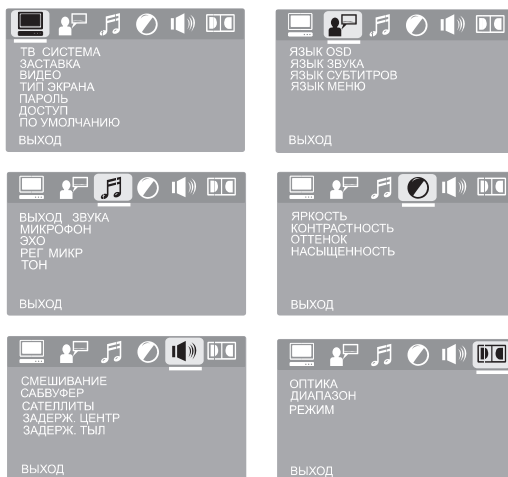 ТВ СИСТЕМА
ЗАСТАВКА
ВИДЕО
ТИП ЭКРАНА
ПАРОЛЬ
ДОСТУП
ПО УМОЛЧАНИЮ
ВЫХОД
ЯЗЫК OSD
ЯЗЫК ЗВУКА
ЯЗЫК СУБТИТРОВ
ЯЗЫК МЕНЮ
ВЫХОД
ВЫХОД ЗВУКА
МИКРОФОН
ЭХО
РЕГ МИКР
ТОН
ВЫХОД
ЯРКОСТЬ
КОНТРАСТНОСТЬ
ОТТЕНОК
НАСЫЩЕННОСТЬ
ВЫХОД
СМЕШИВАНИЕ
САБВУФЕР
САТЕЛЛИТЫ
ЗАДЕРЖ. ЦЕНТР
ЗАДЕРЖ. ТЫЛ
ВЫХОД
ОПТИКА
ДИАПАЗОН
РЕЖИМ
ВЫХОД